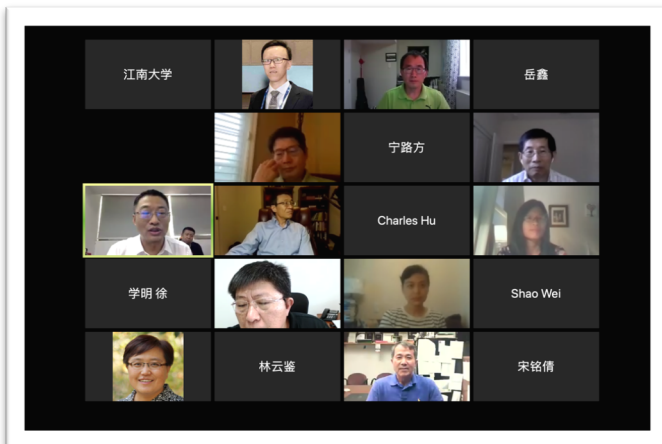 江南大学
岳鑫
宁路方
Charles Hu
学明 徐
Shao Wei
林云鉴
宋铭倩